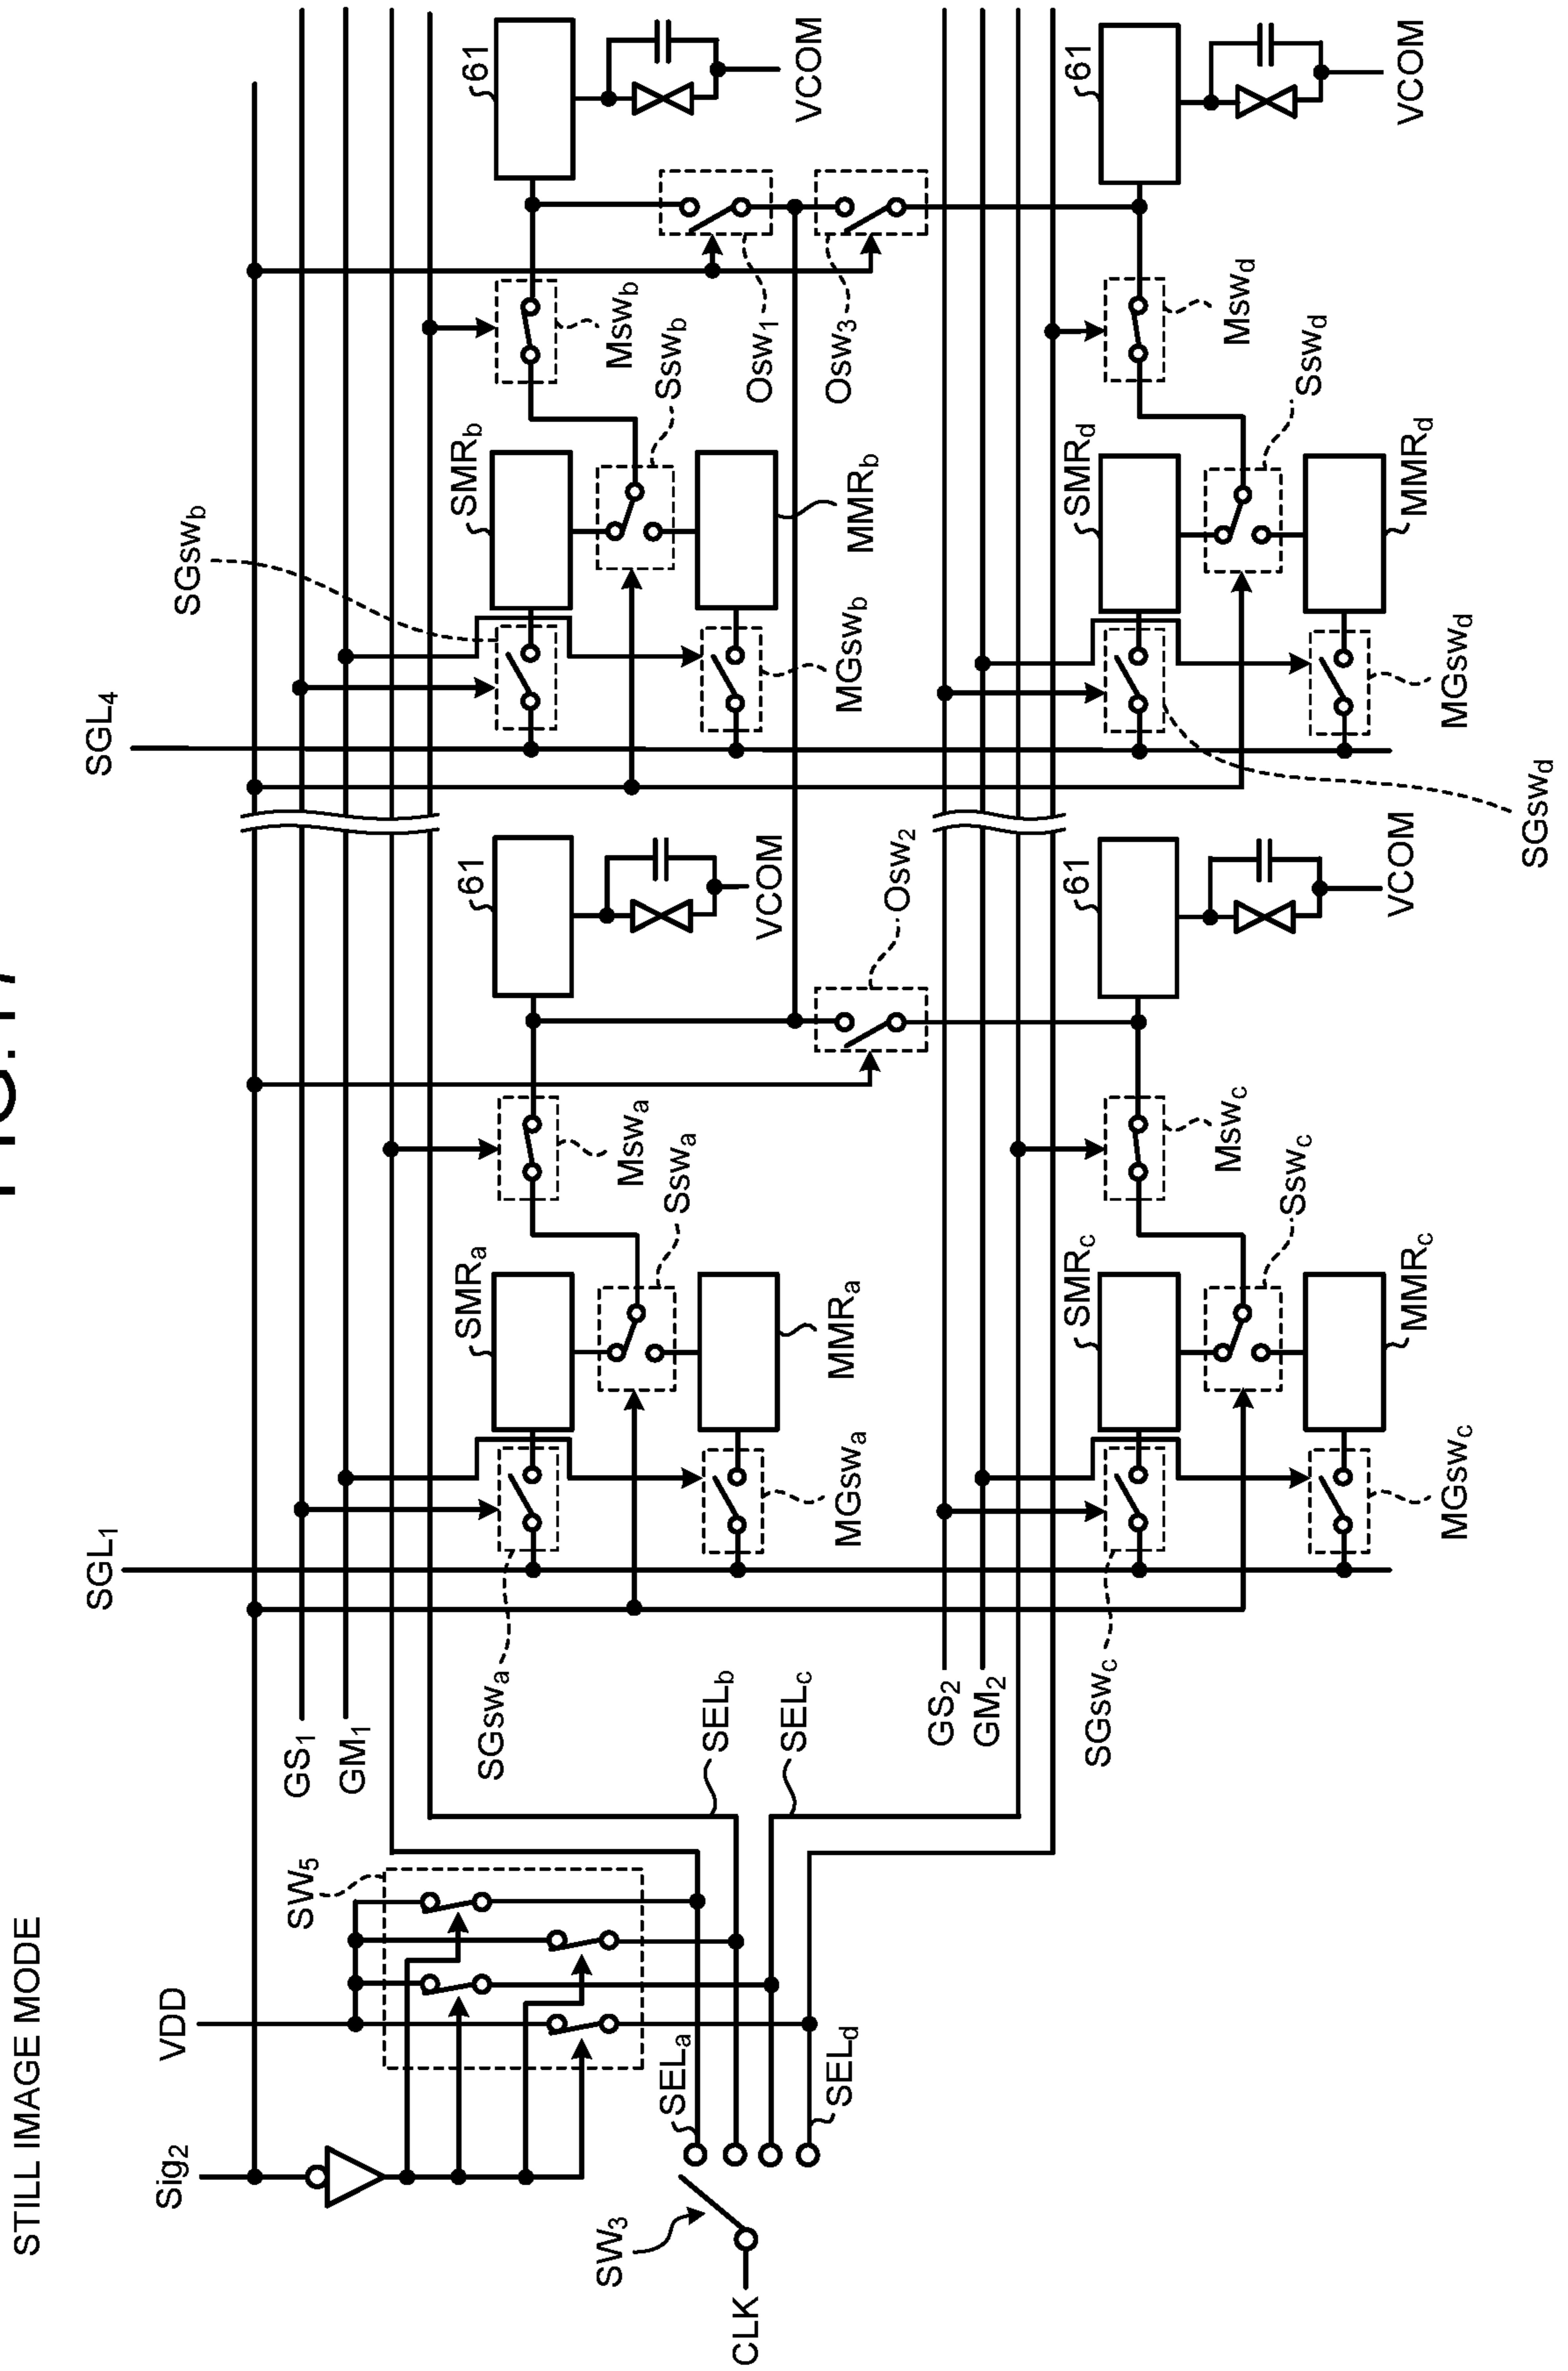 STILL IMAGE MODE
Sig2
VDD
SW5
SW3
CLK
SELa
SELd
SELb
SELc
GS1
GM1
GS2
GM2
SGL1
SGL4
SGswa
SMRa
Sswa
Mswa
MMRa
MGswa
61
VCOM
SGswb
SMRb
Sswb
Mswb
MMRb
MGswb
61
VCOM
Osw1
Osw3
Osw2
SGswc
SMRc
Sswc
Mswc
MMRc
MGswc
61
VCOM
SGswd
SMRd
Sswd
Mswd
MMRd
MGswd
61
VCOM